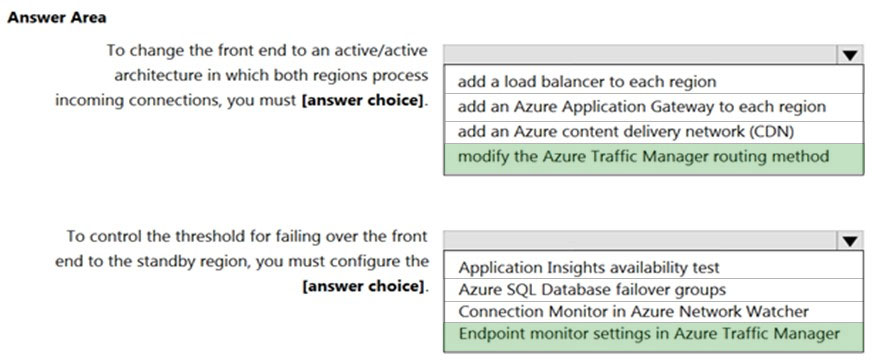 Answer Area
To change the front end to an active/active
architecture in which both regions process
incoming connections, you must [answer choice].
add a load balancer to each region
add an Azure Application Gateway to each region
add an Azure content delivery network (CDN)
modify the Azure Traffic Manager routing method
To control the threshold for failing over the front
end to the standby region, you must configure the
[answer choice].
Application Insights availability test
Azure SQL Database failover groups
Connection Monitor in Azure Network Watcher
Endpoint monitor settings in Azure Traffic Manager